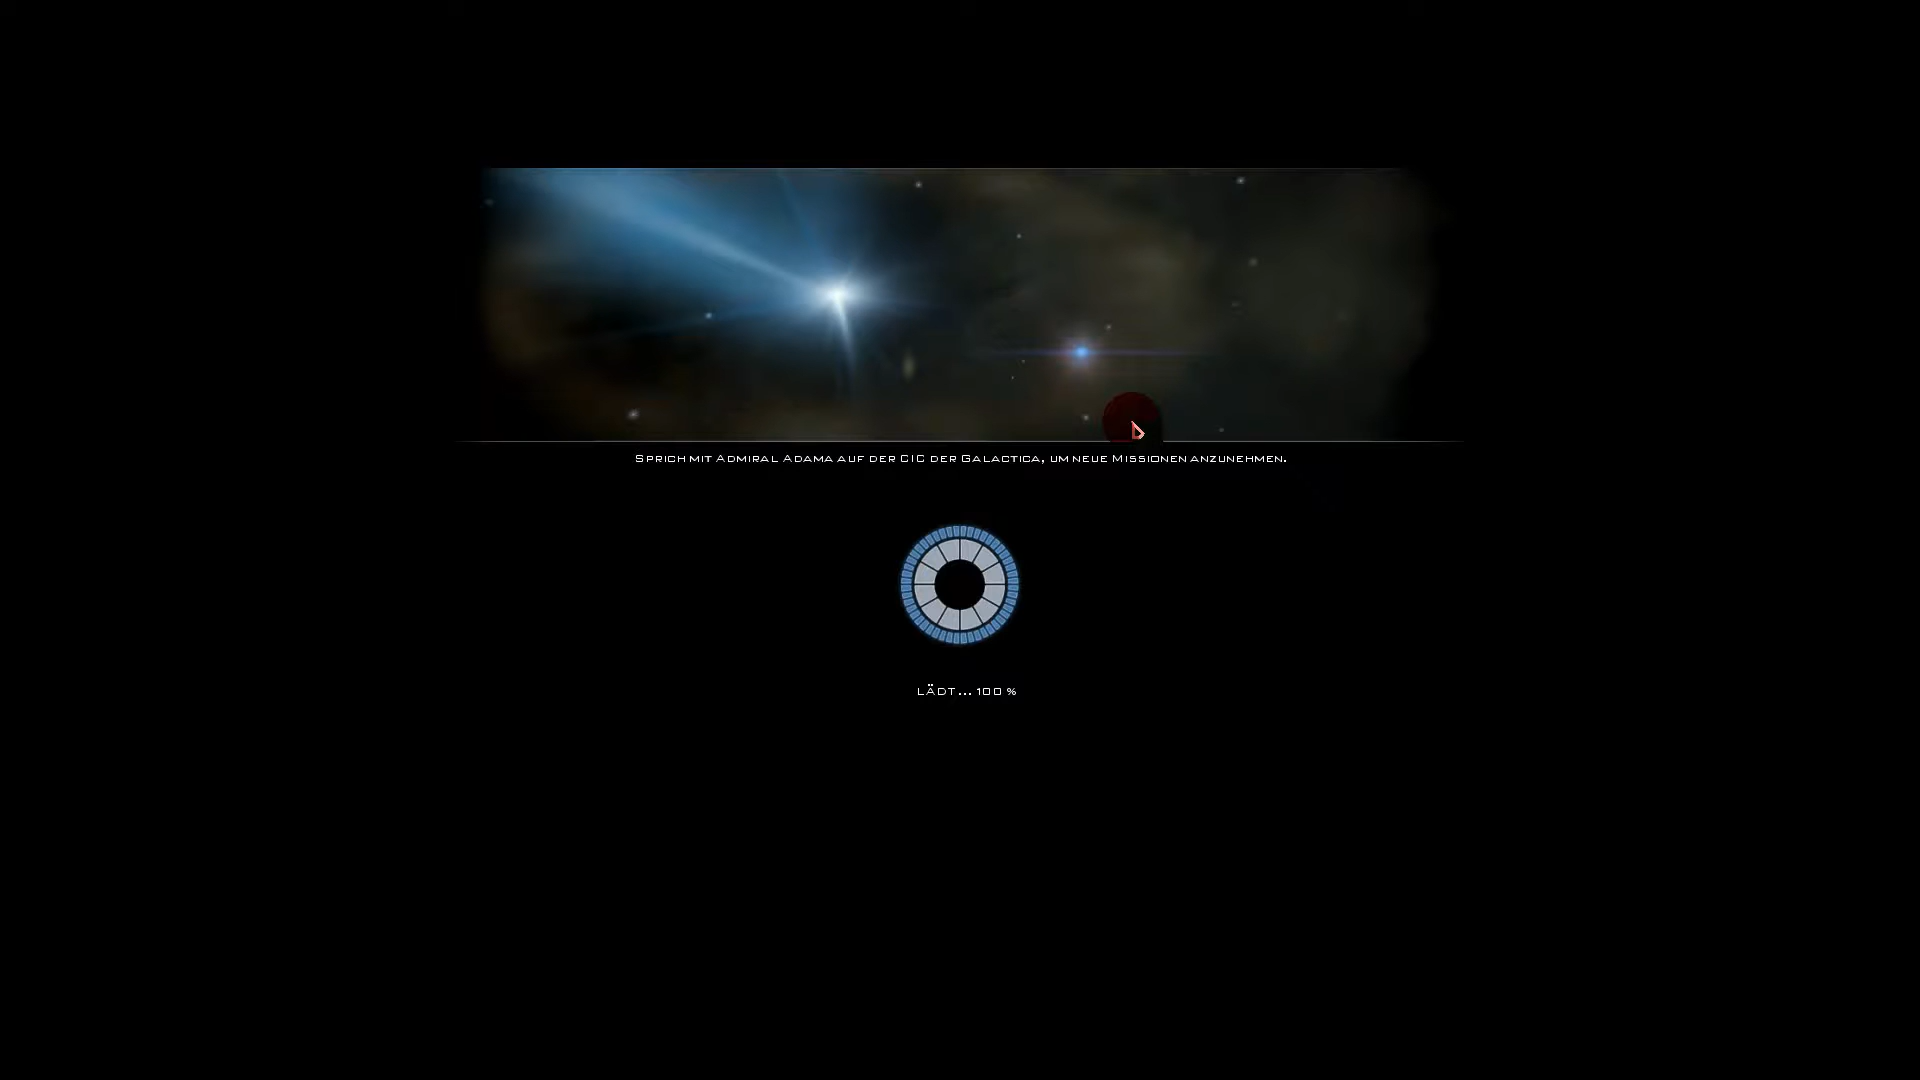 Sprich mit Admiral Adama auf der CIC der Galactica, um neue Missionen anzunehmen.
Lädt... 100 %